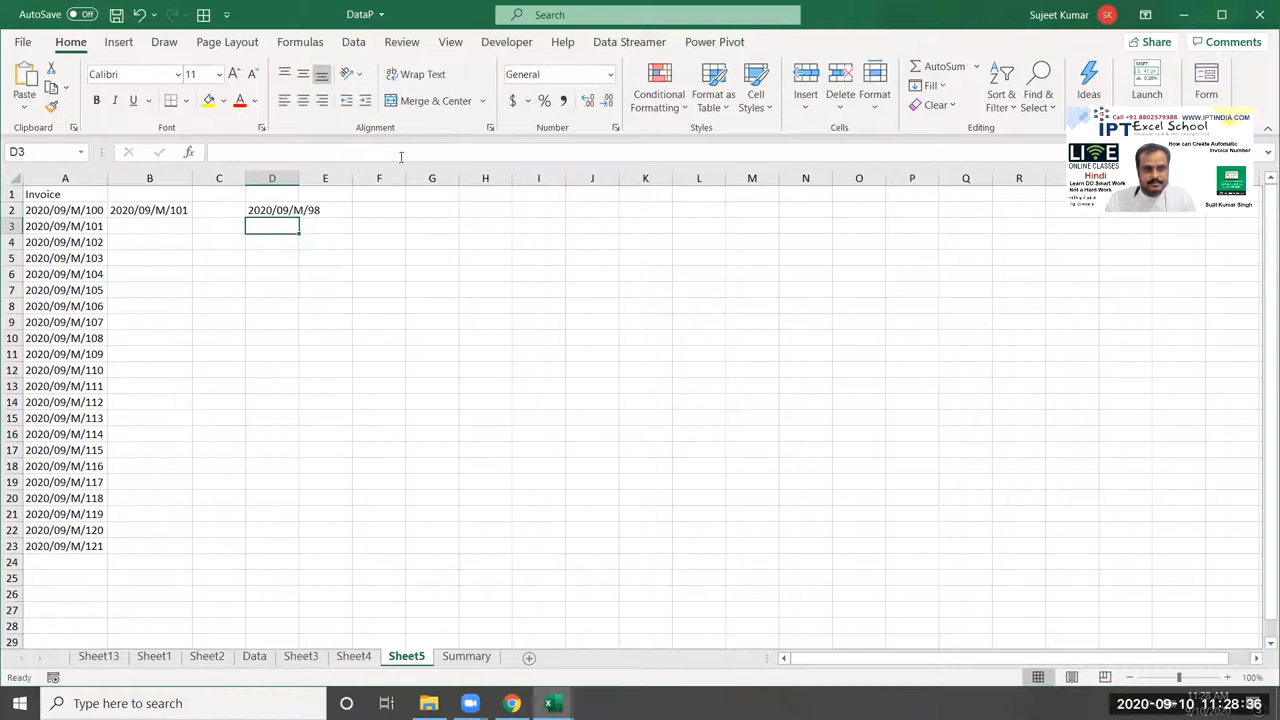 AutoSave Off
DataP
Search
Sujeet Kumar SK
File Home Insert Draw Page Layout Formulas Data Review View Developer Help Data Streamer Power Pivot
Share Comments
Paste
Calibri 11
B I U
Wrap Text
Merge & Center
General
$ % ,
Conditional Formatting
Format as Table
Cell Styles
Insert Delete Format
AutoSum
Fill
Clear
Sort & Filter
Find & Select
Ideas
Launch
Form
Clipboard Font Alignment Number Styles Cells Editing
Call +91 8802579388 WWW.IPTINDIA.COM
IPT Excel School
LIVE
ONLINE CLASSES
Hindi
Learn DO Smart Work
Not a Hard Work
How can Create Automatic
Invoice Number
Sujit Kumar Singh
D3 fx
A B C D E F G H I J K L M N O P Q R
1 Invoice
2 2020/09/M/100 2020/09/M/101 2020/09/M/98
3 2020/09/M/101
4 2020/09/M/102
5 2020/09/M/103
6 2020/09/M/104
7 2020/09/M/105
8 2020/09/M/106
9 2020/09/M/107
10 2020/09/M/108
11 2020/09/M/109
12 2020/09/M/110
13 2020/09/M/111
14 2020/09/M/112
15 2020/09/M/113
16 2020/09/M/114
17 2020/09/M/115
18 2020/09/M/116
19 2020/09/M/117
20 2020/09/M/118
21 2020/09/M/119
22 2020/09/M/120
23 2020/09/M/121
24
25
26
27
28
29
Sheet13 Sheet1 Sheet2 Data Sheet3 Sheet4 Sheet5 Summary
Ready
100%
Type here to search
11:28 AM
2020-09-10 11:28:36